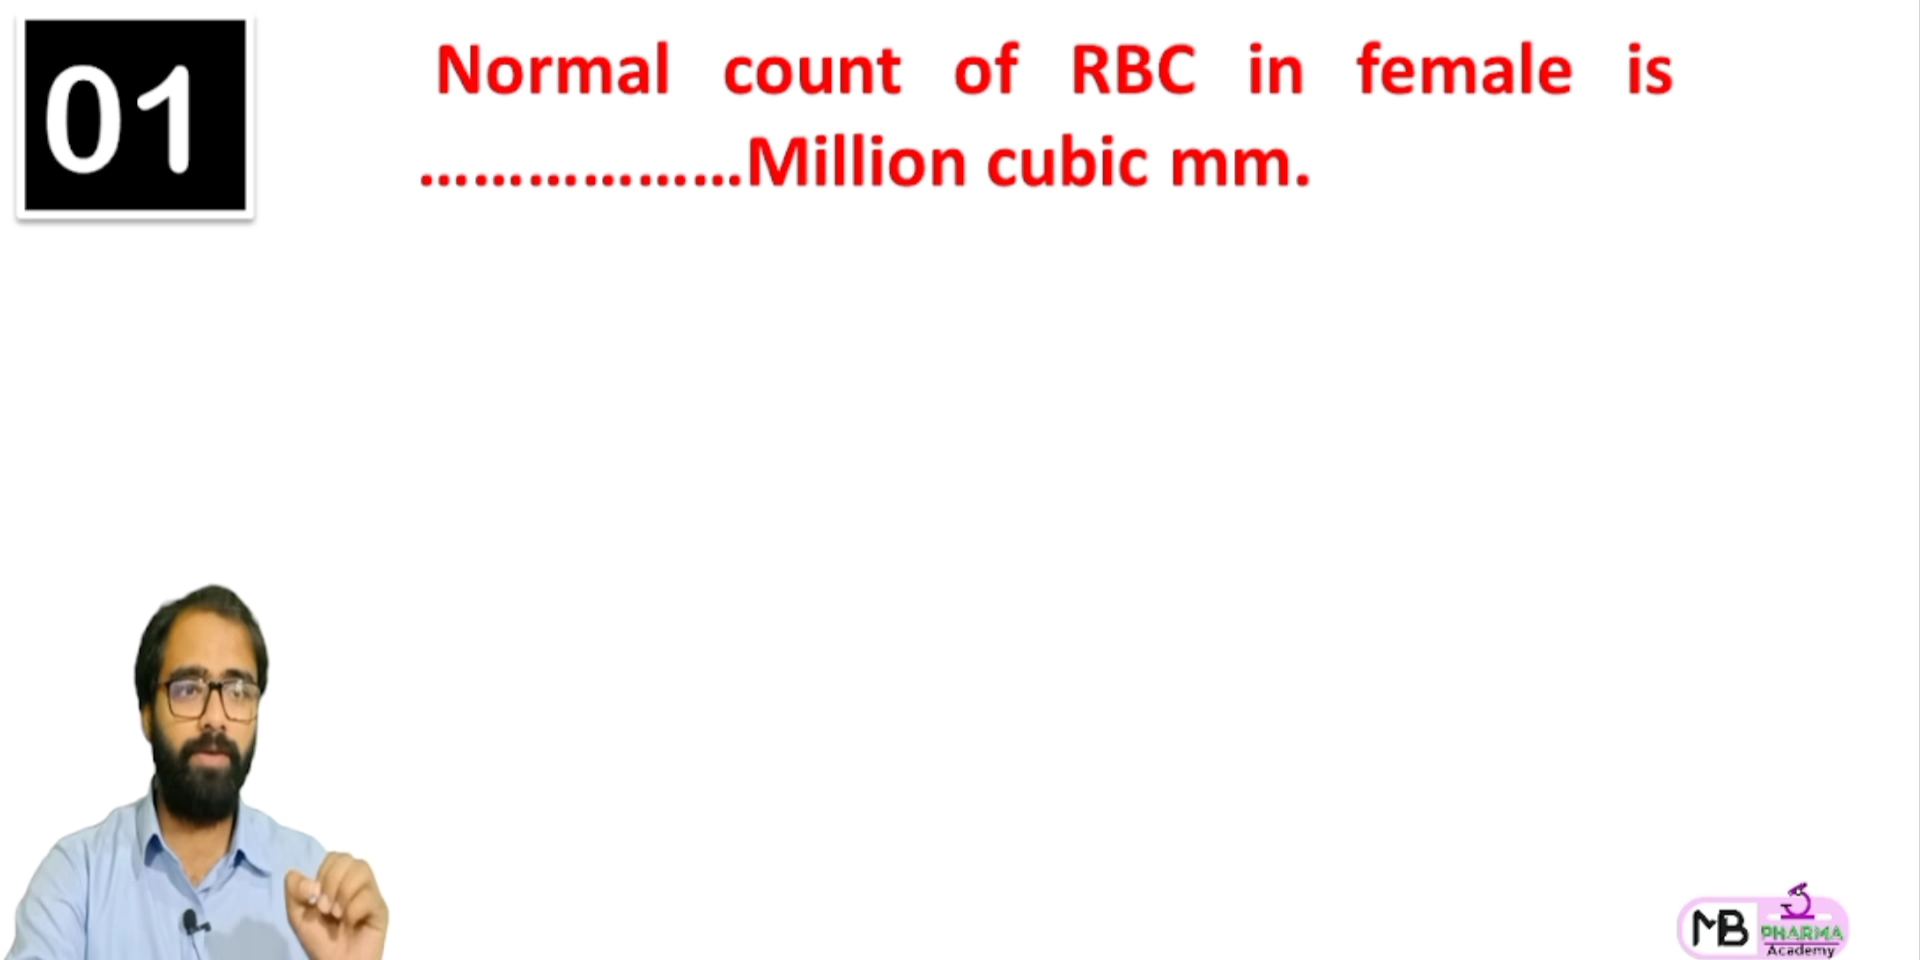 01
Normal count of RBC in female is
..................Million cubic mm.
MB PHARMA
Academy